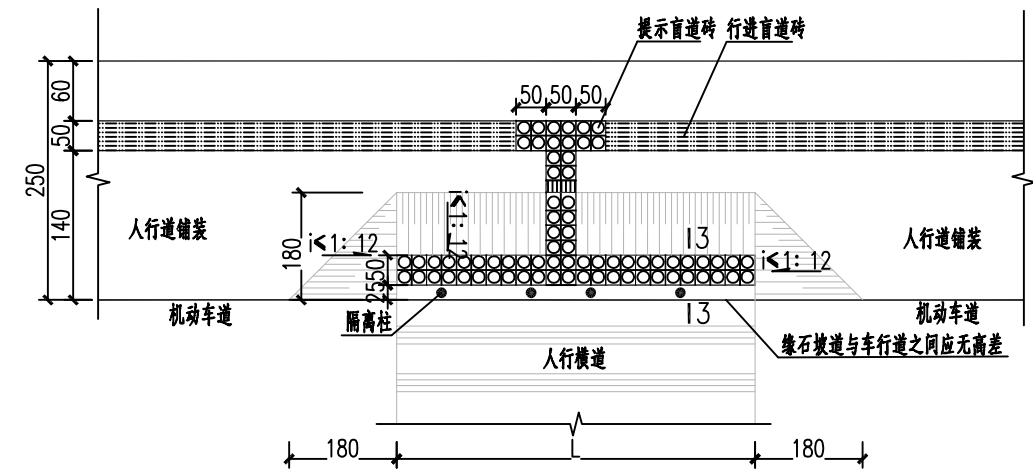 提示盲道砖 行进盲道砖
50 50 50
60
50
250
140
180
2550
i<1:12
人行道铺装
i<1:12
13
i<1:12
人行道铺装
机动车道
隔离柱
13
机动车道
人行横道
缘石坡道与车行道之间应无高差
180
L
180